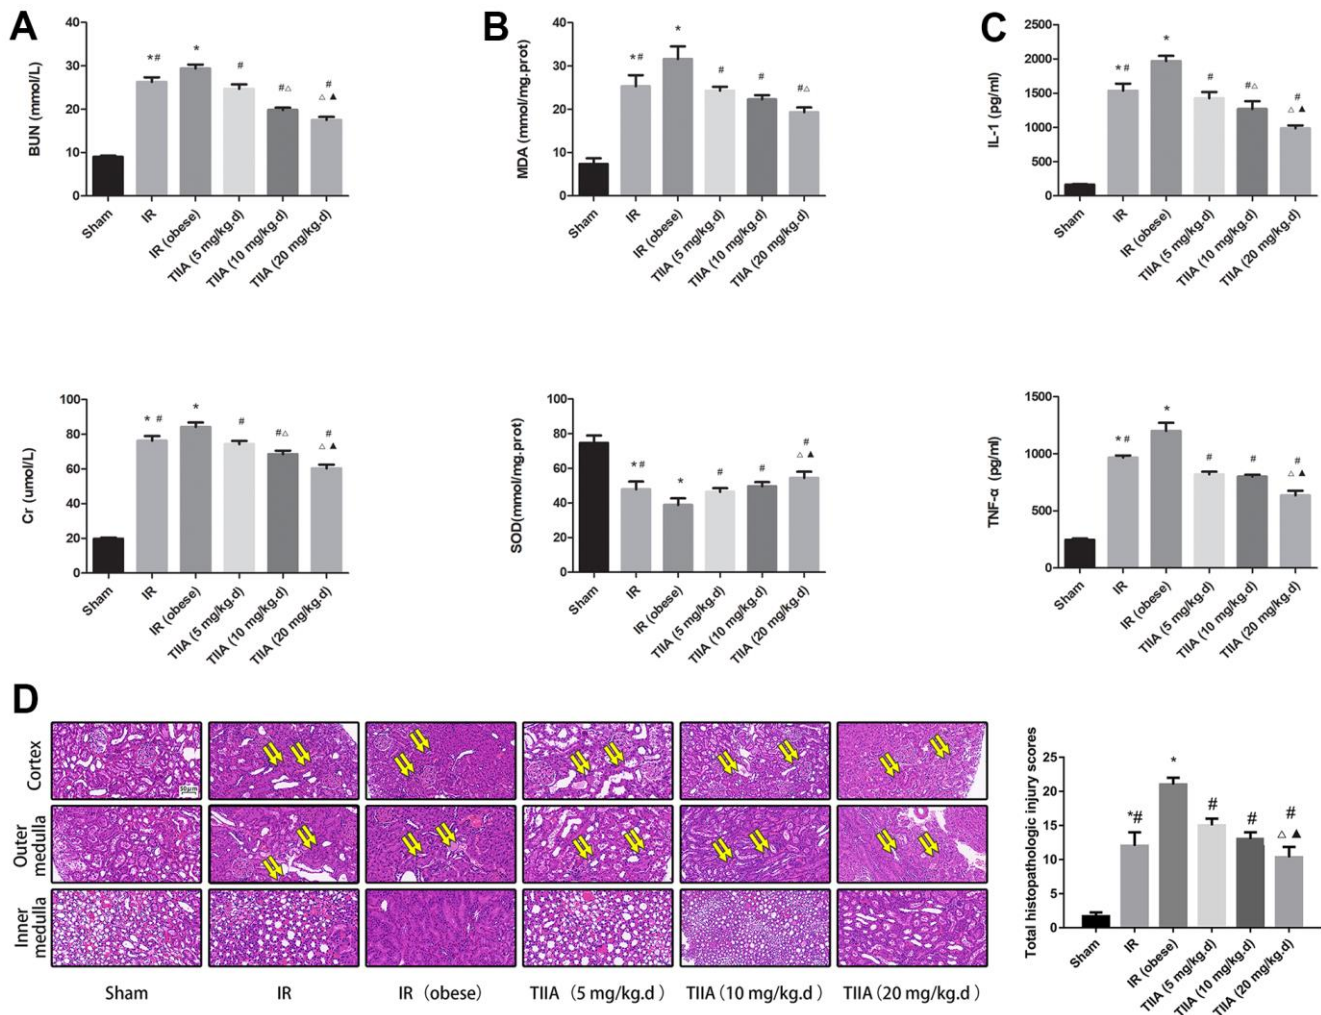 A
BUN (mmol/L)
40
30
20
10
0
*#
*
#
#△
#
△▲
Sham
IR
IR (obese)
TIIA (5 mg/kg.d)
TIIA (10 mg/kg.d)
TIIA (20 mg/kg.d)
B
MDA (mmol/mg.prot)
40
30
20
10
0
*#
*
#
#
#△
Sham
IR
IR (obese)
TIIA (5 mg/kg.d)
TIIA (10 mg/kg.d)
TIIA (20 mg/kg.d)
C
IL-1 (pg/ml)
2500
2000
1500
1000
500
0
*#
*
#
#△
#
△▲
Sham
IR
IR (obese)
TIIA (5 mg/kg.d)
TIIA (10 mg/kg.d)
TIIA (20 mg/kg.d)
Cr (umol/L)
100
80
60
40
20
0
* #
*
#
#△
#
△▲
Sham
IR
IR (obese)
TIIA (5 mg/kg.d)
TIIA (10 mg/kg.d)
TIIA (20 mg/kg.d)
SOD(mmol/mg.prot)
100
80
60
40
20
0
*#
*
#
#
#
△▲
Sham
IR
IR (obese)
TIIA (5 mg/kg.d)
TIIA (10 mg/kg.d)
TIIA (20 mg/kg.d)
TNF-α (pg/ml)
1500
1000
500
0
*#
*
#
#
#
△▲
Sham
IR
IR (obese)
TIIA (5 mg/kg.d)
TIIA (10 mg/kg.d)
TIIA (20 mg/kg.d)
D
Cortex
Outer
medulla
Inner
medulla
Sham
IR
IR (obese)
TIIA (5 mg/kg.d)
TIIA (10 mg/kg.d)
TIIA (20 mg/kg.d)
Total histopathologic injury scores
25
20
15
10
5
0
*#
*
#
#
#
△▲
Sham
IR
IR (obese)
TIIA (5 mg/kg.d)
TIIA (10 mg/kg.d)
TIIA (20 mg/kg.d)